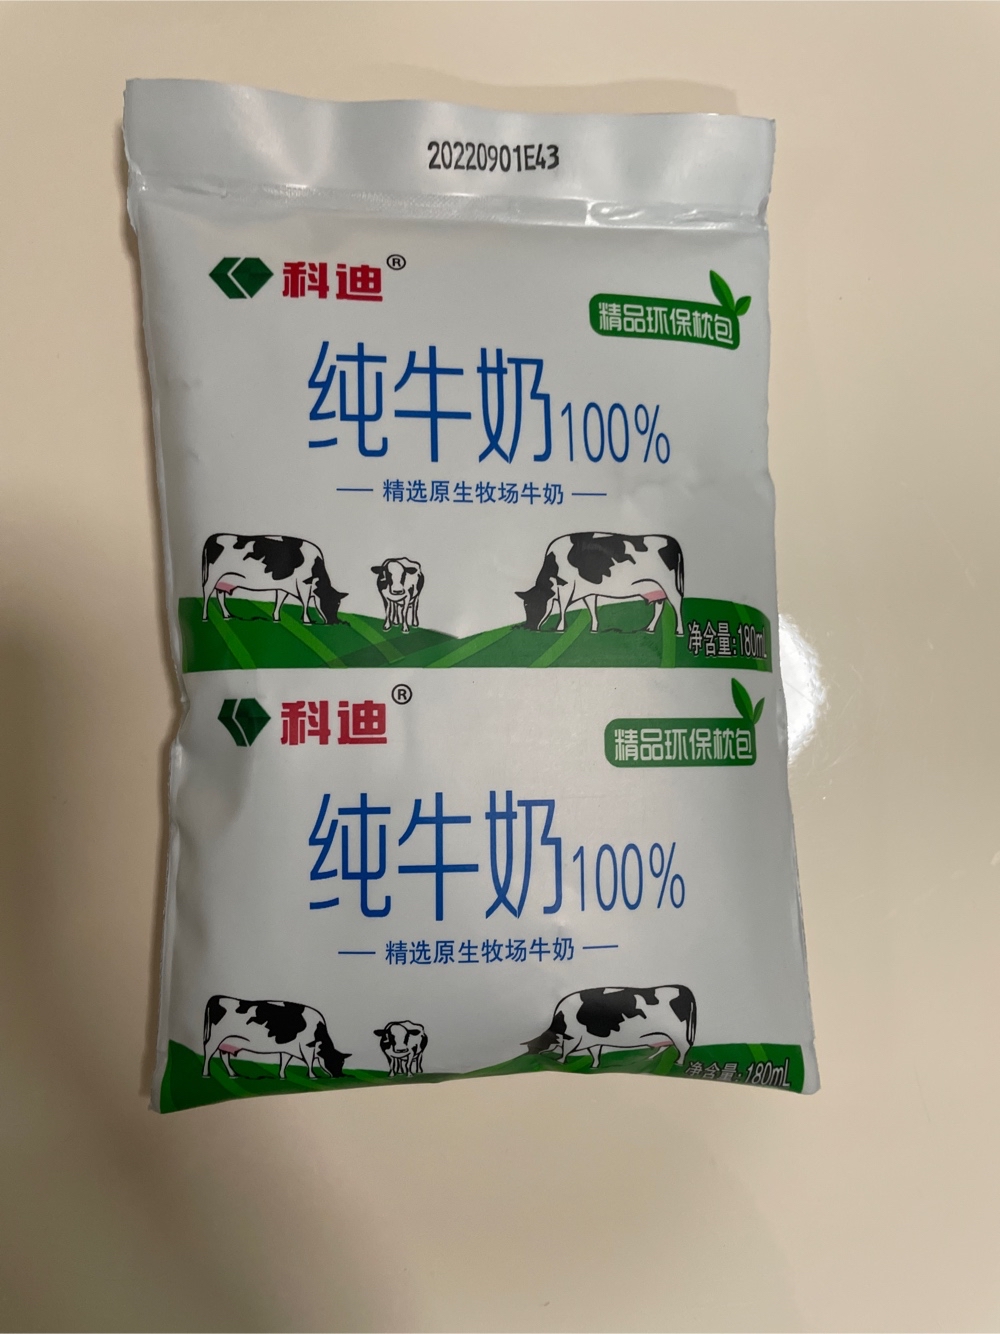 20220901E43
科迪®
精品环保枕包
纯牛奶100%
精选原生牧场牛奶
净含量:180mL
科迪®
精品环保枕包
纯牛奶100%
精选原生牧场牛奶
净含量:180mL